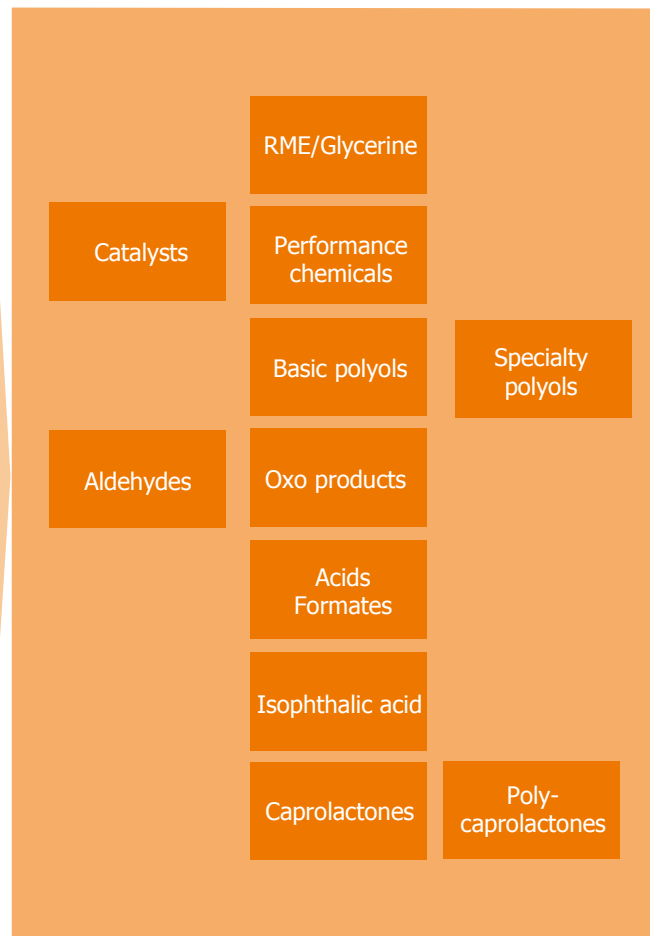 RME/Glycerine
Catalysts
Performance
chemicals
Basic polyols
Specialty
polyols
Aldehydes
Oxo products
Acids
Formates
Isophthalic acid
Caprolactones
Poly-
caprolactones